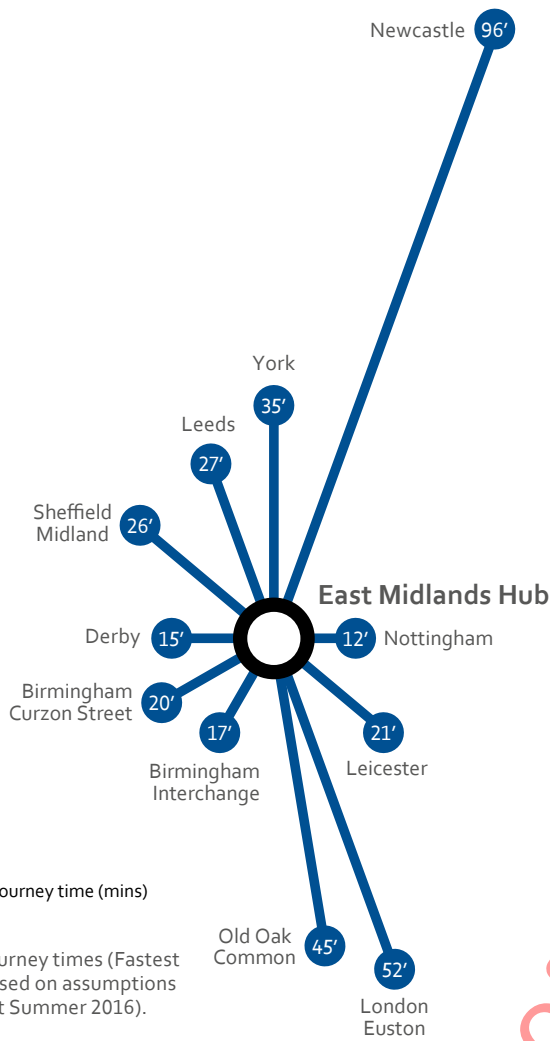 Newcastle 96’
York
35’
Leeds
27’
Sheffield
Midland
26’
East Midlands Hub
Derby 15’
12’ Nottingham
Birmingham
Curzon Street
20’
17’
Birmingham
Interchange
21’
Leicester
ourney time (mins)
Old Oak
Common
45’
urney times (Fastest
sed on assumptions
t Summer 2016).
52’
London
Euston